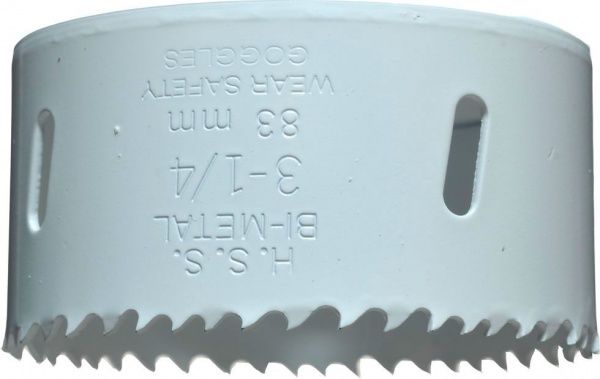 H.S.S.
BI-METAL
3-1/4
83 mm
WEAR SAFETY
GOGGLES